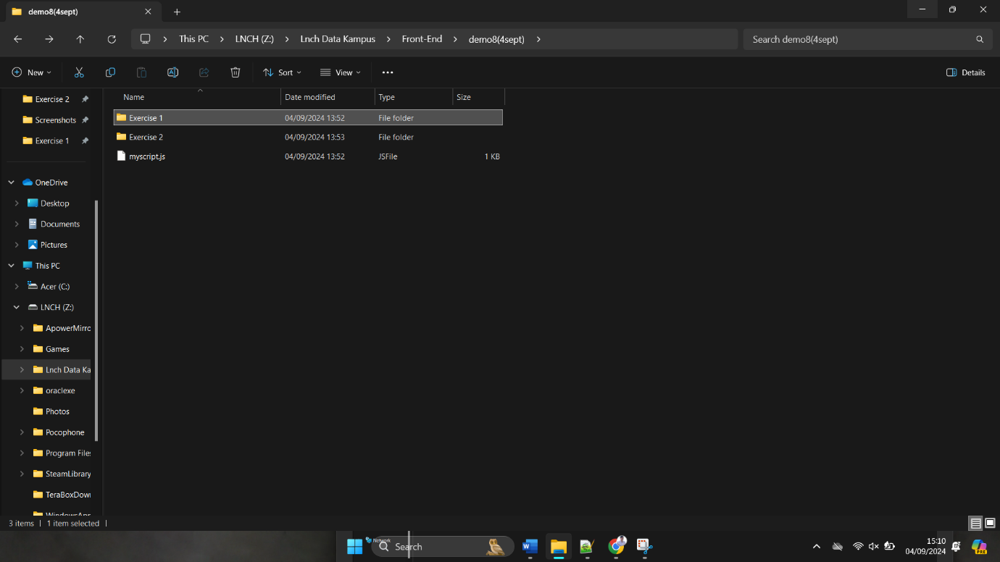 demo8(4sept)
This PC > LNCH (Z:) > Lnch Data Kampus > Front-End > demo8(4sept) >
Search demo8(4sept)
New
Sort
View
Details
Exercise 2
Screenshots
Exercise 1
OneDrive
Desktop
Documents
Pictures
This PC
Acer (C:)
LNCH (Z:)
ApowerMirro
Games
Lnch Data Ka
oraclexe
Photos
Pocophone
Program Files
SteamLibrary
TeraBoxDown
WindowsApp
Name Date modified Type Size
Exercise 1 04/09/2024 13:52 File folder
Exercise 2 04/09/2024 13:53 File folder
myscript.js 04/09/2024 13:52 JSFile 1 KB
3 items 1 item selected
Network
Search
15:10
04/09/2024
PRE